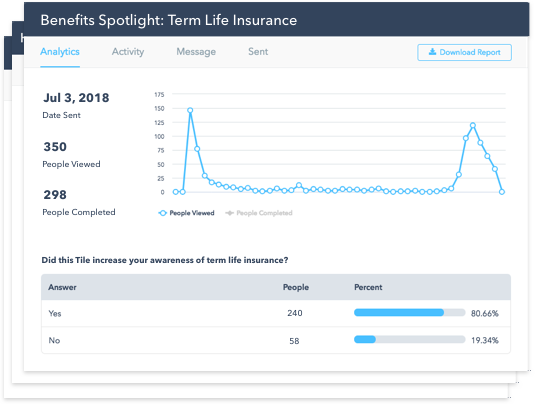 Benefits Spotlight: Term Life Insurance
Analytics Activity Message Sent Download Report
Jul 3, 2018
Date Sent
350
People Viewed
298
People Completed
175
150
125
100
75
50
25
0
People Viewed People Completed
Did this Tile increase your awareness of term life insurance?
Answer People Percent
Yes 240 80.66%
No 58 19.34%